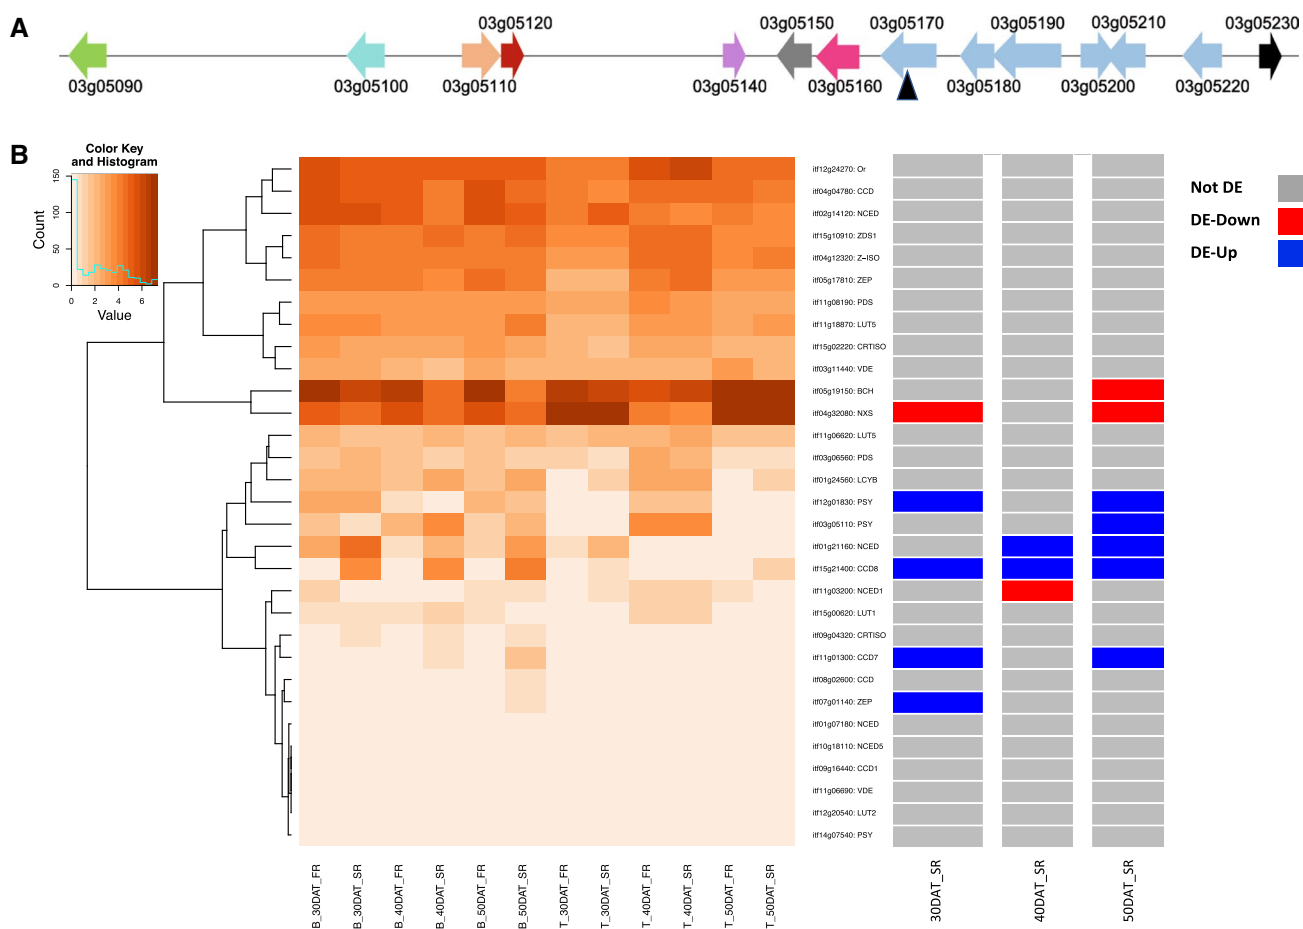 A
03g05120
03g05150
03g05170
03g05190
03g05210
03g05230
03g05090
03g05100
03g05110
03g05140
03g05160
03g05180
03g05200
03g05220
B
Color Key
and Histogram
Count
0
50
100
150
0
2
4
6
Value
itf12g24270: Or
itf04g04780: CCD
itf02g14120: NCED
itf15g10910: ZDS1
itf04g12320: Z−ISO
itf05g17810: ZEP
itf11g08190: PDS
itf11g18870: LUT5
itf15g02220: CRTISO
itf03g11440: VDE
itf05g19150: BCH
itf04g32080: NXS
itf11g06620: LUT5
itf03g06560: PDS
itf01g24560: LCYB
itf12g01830: PSY
itf03g05110: PSY
itf01g21160: NCED
itf15g21400: CCD8
itf11g03200: NCED1
itf15g00620: LUT1
itf09g04320: CRTISO
itf11g01300: CCD7
itf08g02600: CCD
itf07g01140: ZEP
itf01g07180: NCED
itf10g18110: NCED5
itf09g16440: CCD1
itf11g06690: VDE
itf12g20540: LUT2
itf14g07540: PSY
Not DE
DE-Down
DE-Up
B_30DAT_FR
B_30DAT_SR
B_40DAT_FR
B_40DAT_SR
B_50DAT_FR
B_50DAT_SR
T_30DAT_FR
T_30DAT_SR
T_40DAT_FR
T_40DAT_SR
T_50DAT_FR
T_50DAT_SR
30DAT_SR
40DAT_SR
50DAT_SR